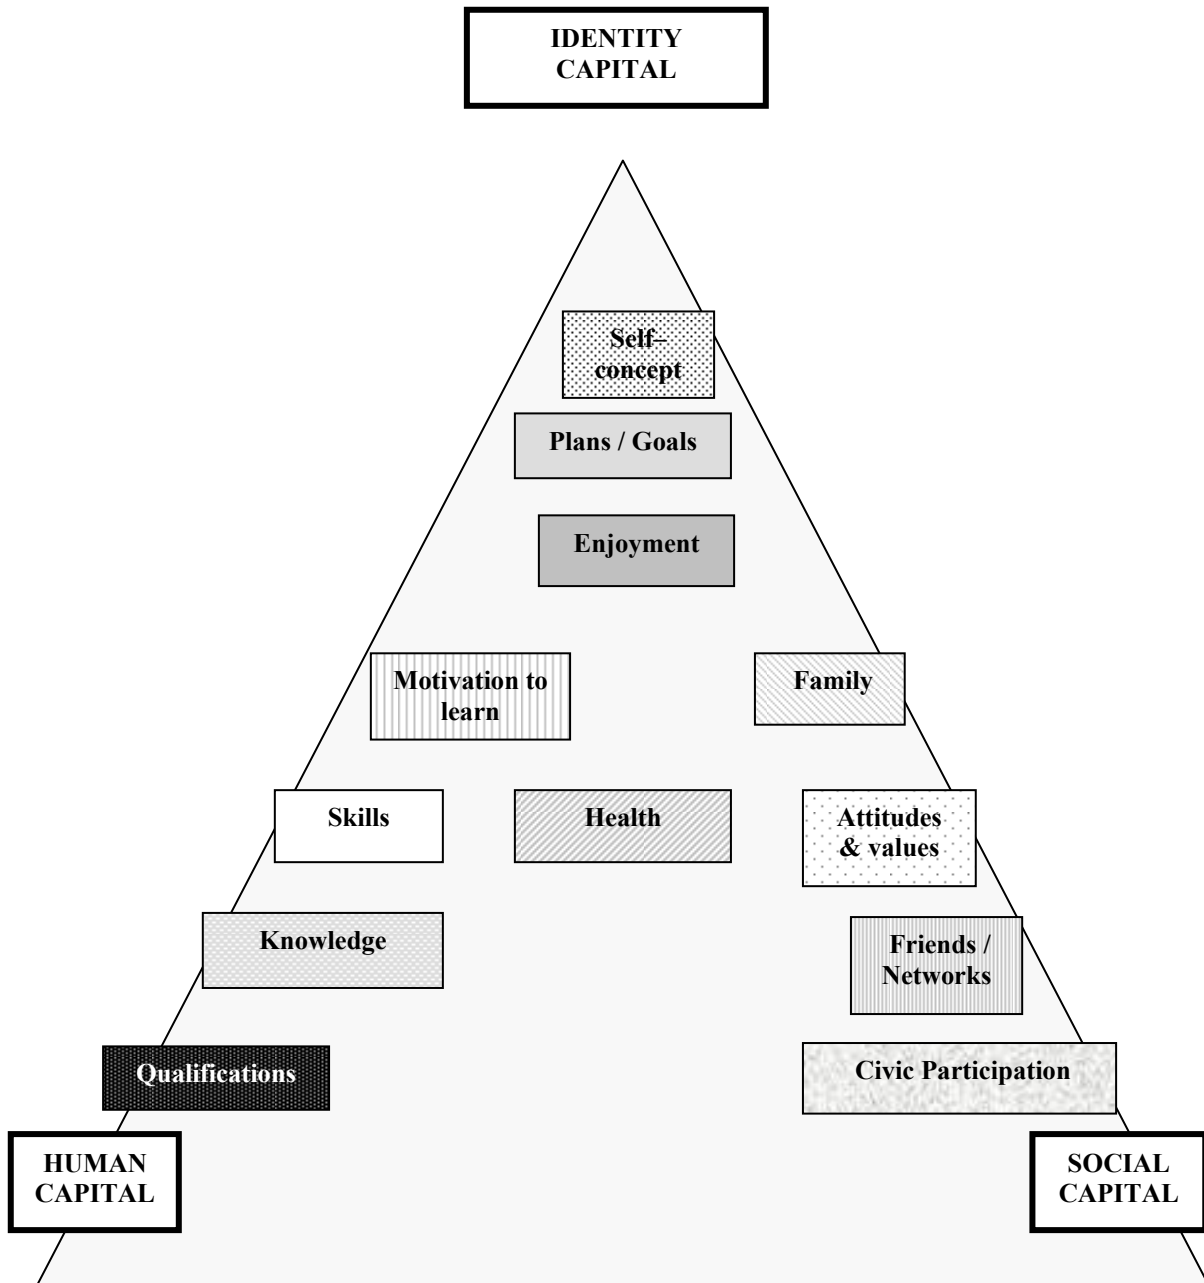 IDENTITY
CAPITAL
Self–
concept
Plans / Goals
Enjoyment
Motivation to
learn
Family
Skills
Health
Attitudes
& values
Knowledge
Friends /
Networks
Qualifications
Civic Participation
HUMAN
CAPITAL
SOCIAL
CAPITAL